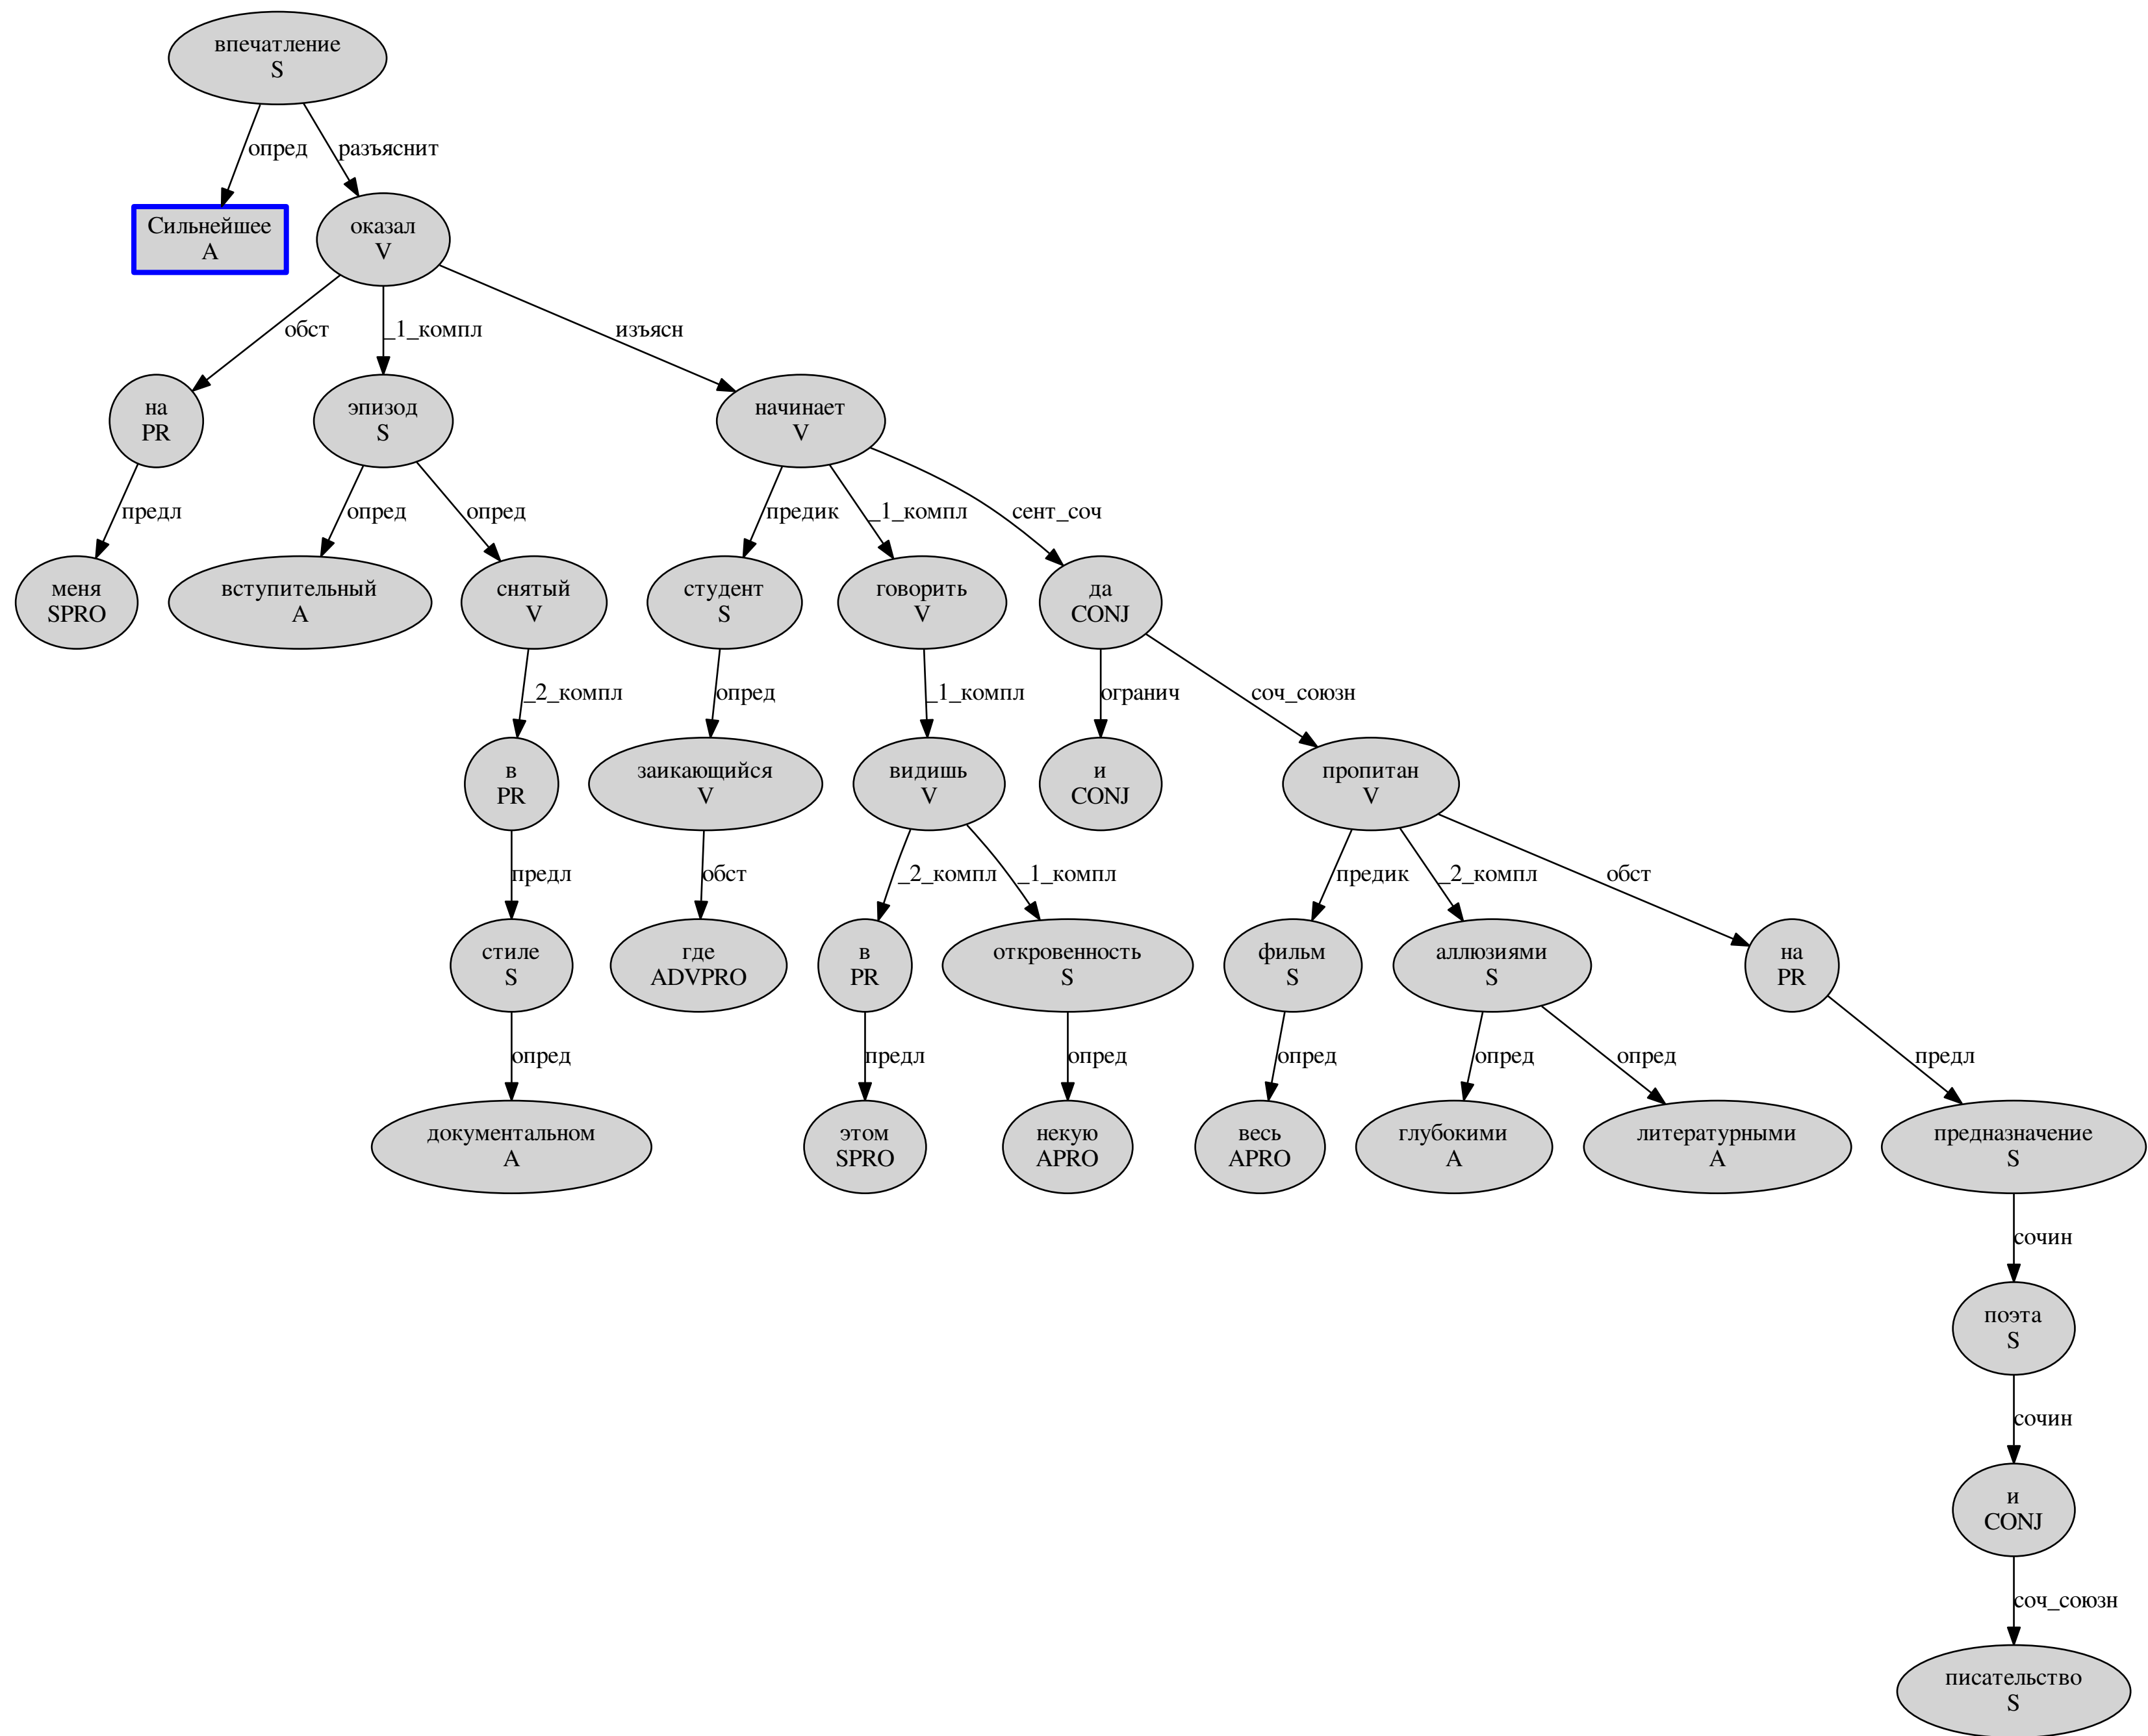 впечатление
S
опред
разъяснит
Сильнейшее
A
оказал
V
обст
_1_компл
изъясн
на
PR
эпизод
S
начинает
V
предл
опред
опред
предик
_1_компл
сент_соч
меня
SPRO
вступительный
A
снятый
V
студент
S
говорить
V
да
CONJ
_2_компл
опред
_1_компл
огранич
соч_союзн
в
PR
заикающийся
V
видишь
V
и
CONJ
пропитан
V
предл
обст
_2_компл
_1_компл
предик
_2_компл
обст
стиле
S
где
ADVPRO
в
PR
откровенность
S
фильм
S
аллюзиями
S
на
PR
опред
предл
опред
опред
опред
опред
предл
документальном
A
этом
SPRO
некую
APRO
весь
APRO
глубокими
A
литературными
A
предназначение
S
сочин
поэта
S
сочин
и
CONJ
соч_союзн
писательство
S